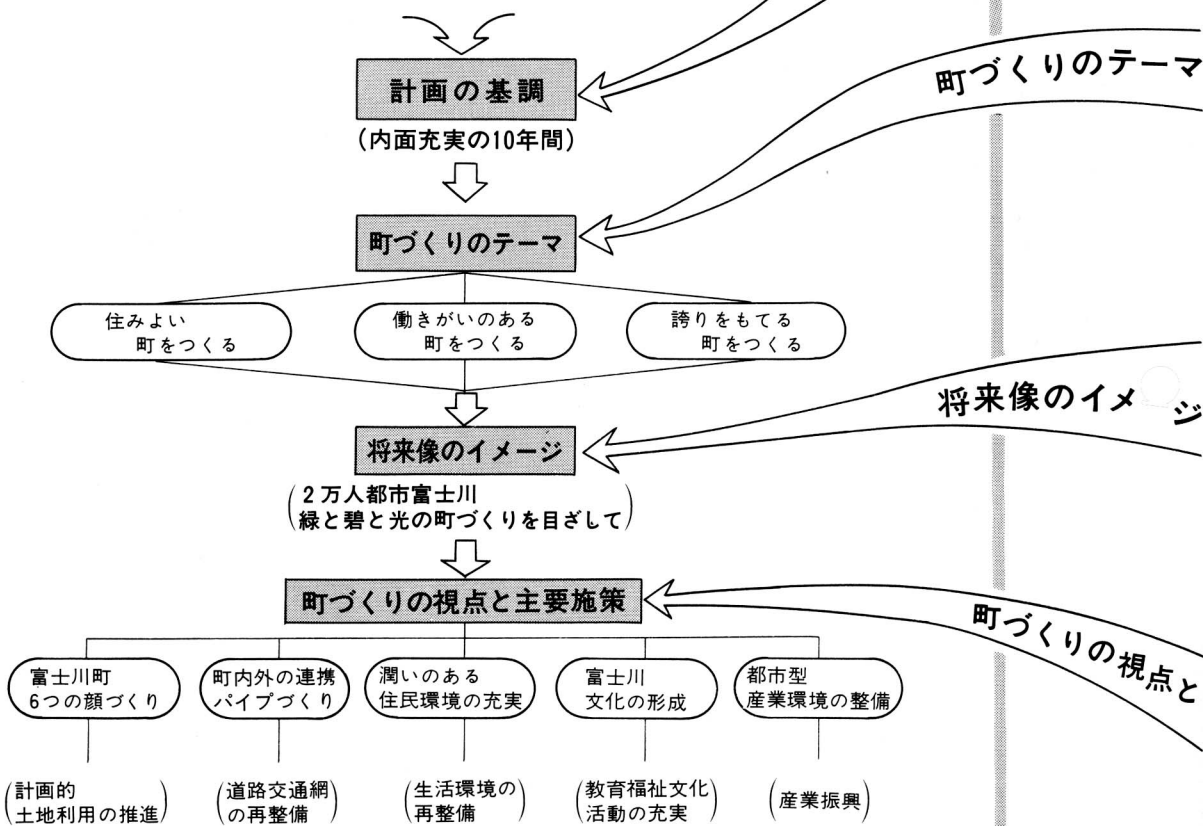 計画の基調
(内面充実の10年間)
町づくりのテーマ
町づくりのテーマ
住みよい
町をつくる
働きがいのある
町をつくる
誇りをもてる
町をつくる
将来像のイメージ
将来像のイメージ
(2万人都市富士川
緑と碧と光の町づくりを目ざして)
町づくりの視点と主要施策
町づくりの視点と
富士川町
6つの顔づくり
町内外の連携
パイプづくり
潤いのある
住民環境の充実
富士川
文化の形成
都市型
産業環境の整備
(計画的
土地利用の推進)
(道路交通網
の再整備)
(生活環境の
再整備)
(教育福祉文化
活動の充実)
(産業振興)